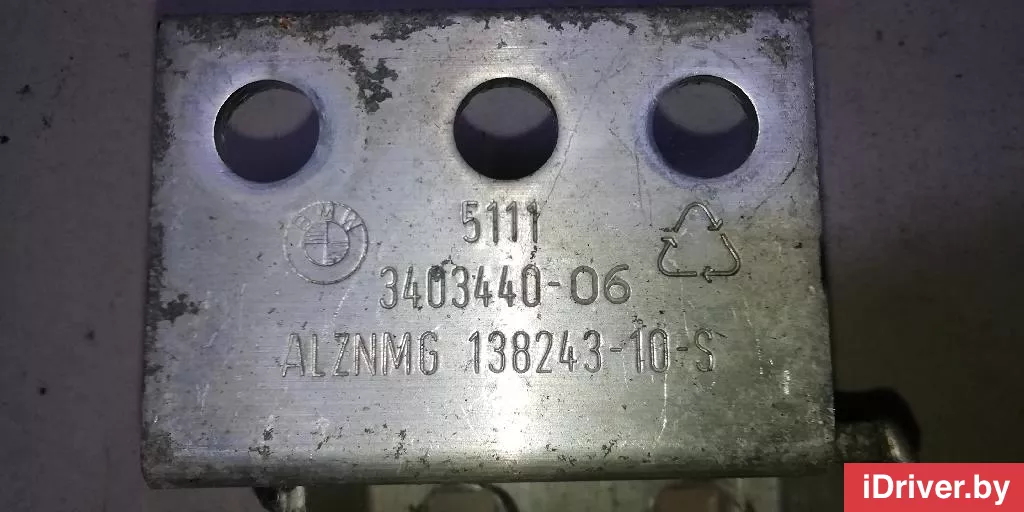 BMW
5111
3403440-06
ALZNMG 138243-10-S
iDriver.by